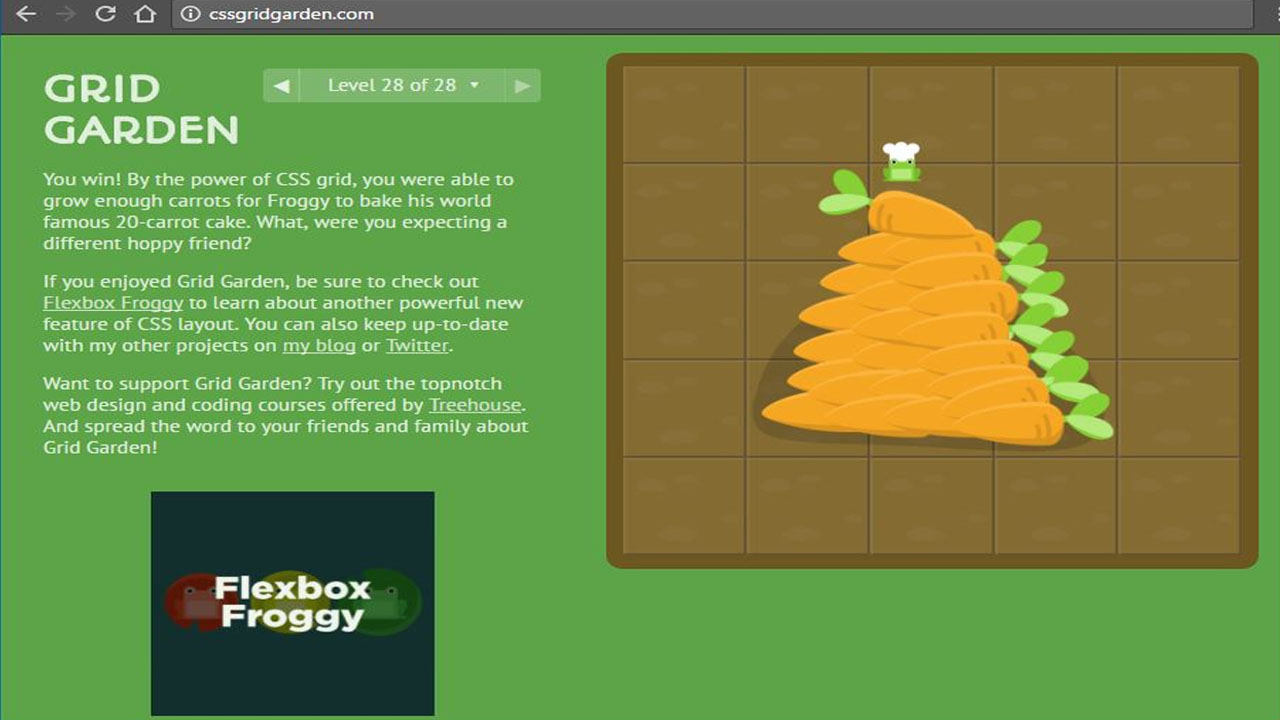 cssgridgarden.com
GRID
GARDEN
Level 28 of 28
You win! By the power of CSS grid, you were able to
grow enough carrots for Froggy to bake his world
famous 20-carrot cake. What, were you expecting a
different hoppy friend?
If you enjoyed Grid Garden, be sure to check out
Flexbox Froggy to learn about another powerful new
feature of CSS layout. You can also keep up-to-date
with my other projects on my blog or Twitter.
Want to support Grid Garden? Try out the topnotch
web design and coding courses offered by Treehouse.
And spread the word to your friends and family about
Grid Garden!
Flexbox
Froggy